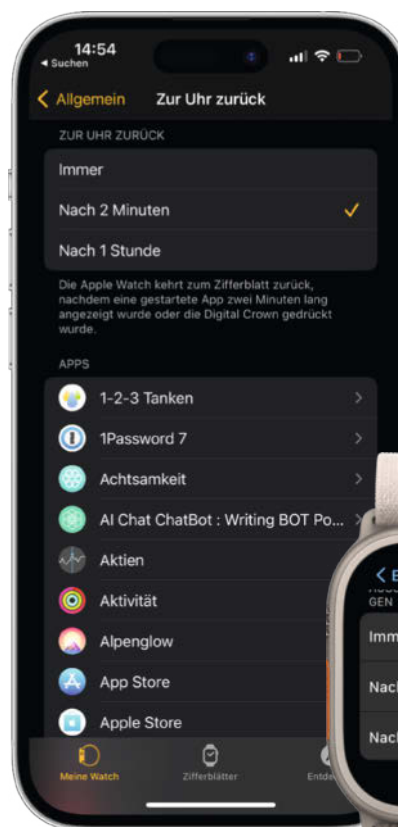 14:54
Suchen
Allgemein
Zur Uhr zurück
ZUR UHR ZURÜCK
Immer
Nach 2 Minuten
Nach 1 Stunde
Die Apple Watch kehrt zum Zifferblatt zurück,
nachdem eine gestartete App zwei Minuten lang
angezeigt wurde oder die Digital Crown gedrückt
wurde.
APPS
1-2-3 Tanken
1Password 7
Achtsamkeit
AI Chat ChatBot : Writing BOT Po...
Aktien
Aktivität
Alpenglow
App Store
Apple Store
Meine Watch
Zifferblätter
Entde
GEN
Imm
Nach
Nach